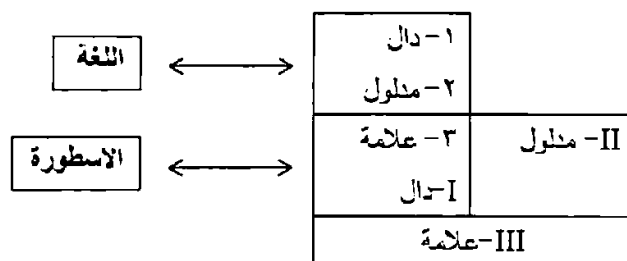 ١- دال
اللغة
٢- مدلول
٣- علامة
II- مدلول
الاسطورة
I- دال
III- علامة